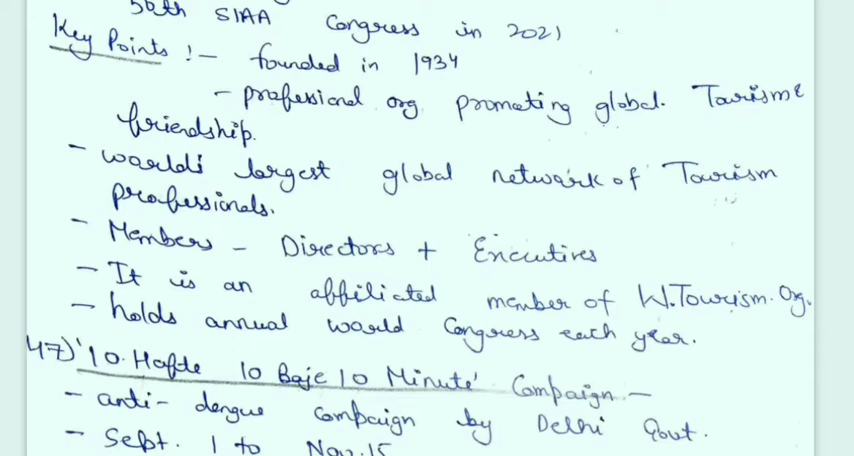 50th SIAA Congress in 2021
Key Points :- founded in 1934
- professional org promoting global Tourism &
friendship.
- world's largest global network of Tourism
professionals.
- Members - Directors + Executives
- It is an affiliated member of W.Tourism.Org.
- holds annual world Congress each year.
47) '10 Hafte 10 Baje 10 Minute' Campaign -
- anti-dengue campaign by Delhi Govt.
- Sept. 1 to Nov. 15